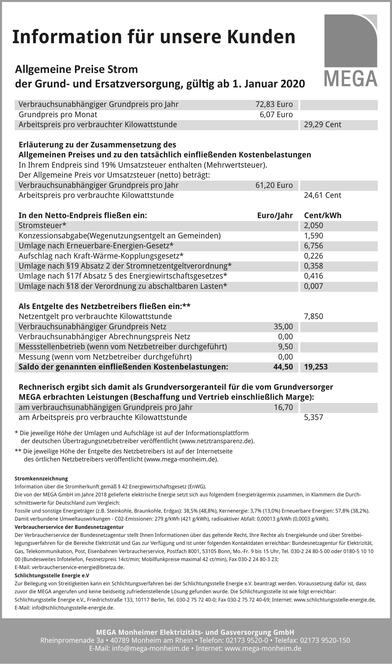 Information für unsere Kunden
MEGA
Allgemeine Preise Strom
der Grund- und Ersatzversorgung, gültig ab 1. Januar 2020
Verbrauchsunabhängiger Grundpreis pro Jahr 72,83 Euro
Grundpreis pro Monat 6,07 Euro
Arbeitspreis pro verbrauchter Kilowattstunde 29,29 Cent
Erläuterung zu der Zusammensetzung des
Allgemeinen Preises und zu den tatsächlich einfließenden Kostenbelastungen
In Ihrem Endpreis sind 19% Umsatzsteuer enthalten (Mehrwertsteuer).
Der Allgemeine Preis vor Umsatzsteuer (netto) beträgt:
Verbrauchsunabhängiger Grundpreis pro Jahr 61,20 Euro
Arbeitspreis pro verbrauchter Kilowattstunde 24,61 Cent
In den Netto-Endpreis fließen ein: Euro/Jahr Cent/kWh
Stromsteuer* 2,050
Konzessionsabgabe(Wegenutzungsentgelt an Gemeinden) 1,590
Umlage nach Erneuerbare-Energien-Gesetz* 6,756
Aufschlag nach Kraft-Wärme-Kopplungsgesetz* 0,226
Umlage nach §19 Absatz 2 der Stromnetzentgeltverordnung* 0,358
Umlage nach §17f Absatz 5 des Energiewirtschaftsgesetzes* 0,416
Umlage nach §18 der Verordnung zu abschaltbaren Lasten* 0,007
Als Entgelte des Netzbetreibers fließen ein:**
Netzentgelt pro verbrauchte Kilowattstunde 7,850
Verbrauchsunabhängiger Grundpreis Netz 35,00
Verbrauchsunabhängiger Abrechnungspreis Netz 0,00
Messstellenbetrieb (wenn vom Netzbetreiber durchgeführt) 9,50
Messung (wenn vom Netzbetreiber durchgeführt) 0,00
Saldo der genannten einfließenden Kostenbelastungen: 44,50 19,253
Rechnerisch ergibt sich damit als Grundversorgeranteil für die vom Grundversorger
MEGA erbrachten Leistungen (Beschaffung und Vertrieb einschließlich Marge):
am verbrauchsunabhängigen Grundpreis pro Jahr 16,70
am Arbeitspreis pro verbrauchter Kilowattstunde 5,357
* Die jeweilige Höhe der Umlagen und Aufschläge ist auf der Informationsplattform
der deutschen Übertragungsnetzbetreiber veröffentlicht (www.netztransparenz.de).
** Die jeweilige Höhe der Entgelte des Netzbetreibers ist auf der Internetseite
des örtlichen Netzbetreibers veröffentlicht (www.mega-monheim.de).
Stromkennzeichnung
Information über die Stromherkunft gemäß § 42 Energiewirtschaftsgesetz (EnWG).
Die von der MEGA GmbH im Jahre 2018 gelieferte elektrische Energie setzt sich aus folgendem Energieträgermix zusammen, in Klammern die Durch-
schnittswerte für Deutschland zum Vergleich:
Fossile und sonstige Energieträger (z.B. Steinkohle, Braunkohle, Erdgas): 38,5% (48,8%), Kernenergie: 3,7% (13,0%) Erneuerbare Energien: 57,8% (38,2%).
Damit verbundene Umweltauswirkungen - CO2-Emissionen: 279 g/kWh (421 g/kWh), radioaktiver Abfall: 0,00013 g/kWh (0,0003 g/kWh).
Verbraucherservice der Bundesnetzagentur
Der Verbraucherservice der Bundesnetzagentur stellt Ihnen Informationen über das geltende Recht, Ihre Rechte als Energiekunde und über Streitbei-
legungsverfahren für die Bereiche Elektrizität und Gas zur Verfügung und ist unter folgenden Kontaktdaten erreichbar: Bundesnetzagentur für Elektrizität,
Gas, Telekommunikation, Post, Eisenbahnen Verbraucherservice, Postfach 8001, 53105 Bonn, Mo.-Fr. 9 bis 15 Uhr, Tel. 030-2 24 80-5 00 oder 0180-5 10 10
00 (Bundesweites Infotelefon, Festnetzpreis 14ct/min; Mobilfunkpreise maximal 42 ct/min), Fax 030-2 24 80-3 23;
E-Mail: verbraucherservice-energie@bnetza.de.
Schlichtungsstelle Energie e.V
Zur Beilegung von Streitigkeiten kann ein Schlichtungsverfahren bei der Schlichtungsstelle Energie e.V. beantragt werden. Voraussetzung dafür ist, dass
zuvor die MEGA angerufen und keine beidseitig zufriedenstellende Lösung gefunden wurde. Die Schlichtungsstelle ist wie folgt erreichbar:
Schlichtungsstelle Energie e.V., Friedrichstraße 133, 10117 Berlin, Tel. 030-2 75 72 40-0; Fax 030-2 75 72 40-69; Internet: www.schlichtungsstelle-energie.de,
E-Mail: info@schlichtungsstelle-energie.de.
MEGA Monheimer Elektrizitäts- und Gasversorgung GmbH
Rheinpromenade 3a • 40789 Monheim am Rhein • Telefon: 02173 9520-0 • Telefax: 02173 9520-150
E-Mail: info@mega-monheim.de • Internet: www.mega-monheim.de